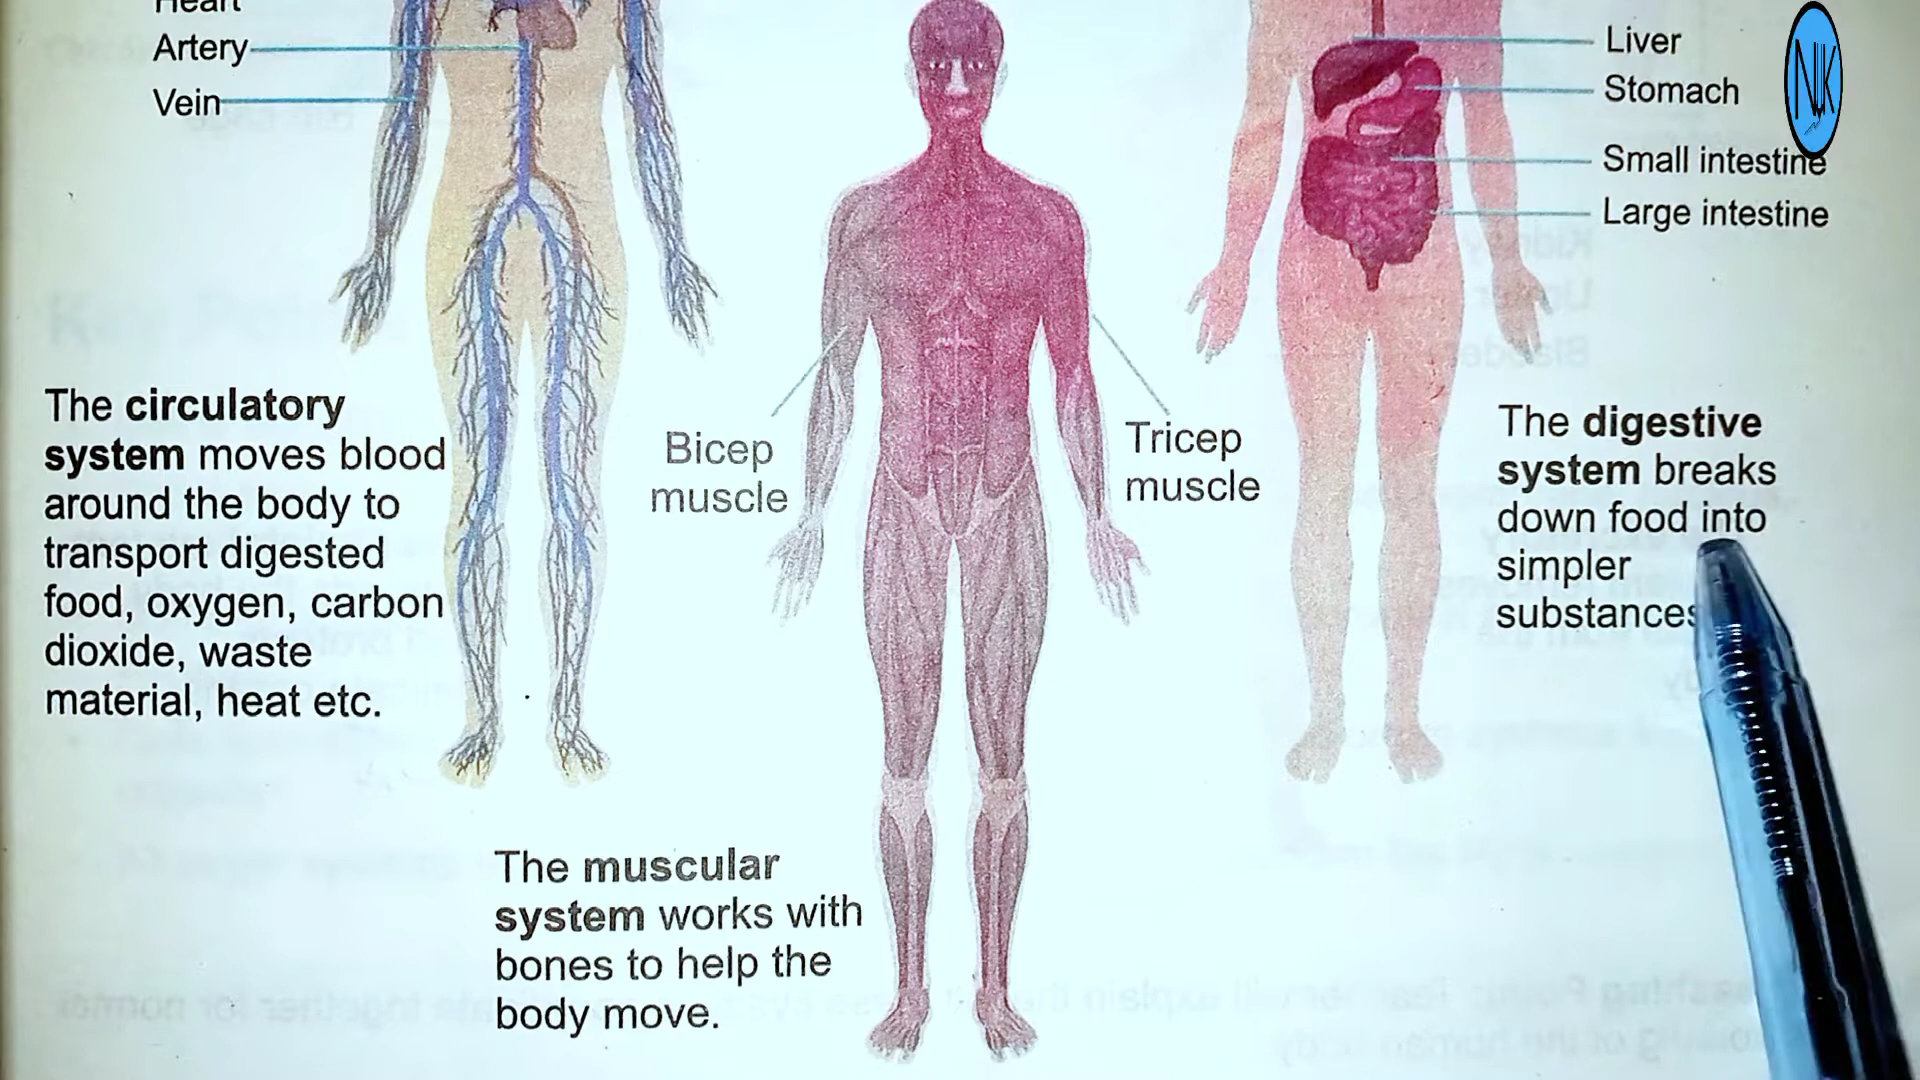 Heart
Artery
Vein
Liver
Stomach
Small intestine
Large intestine
NJK
The circulatory
system moves blood
around the body to
transport digested
food, oxygen, carbon
dioxide, waste
material, heat etc.
Bicep
muscle
Tricep
muscle
The digestive
system breaks
down food into
simpler
substances
The muscular
system works with
bones to help the
body move.